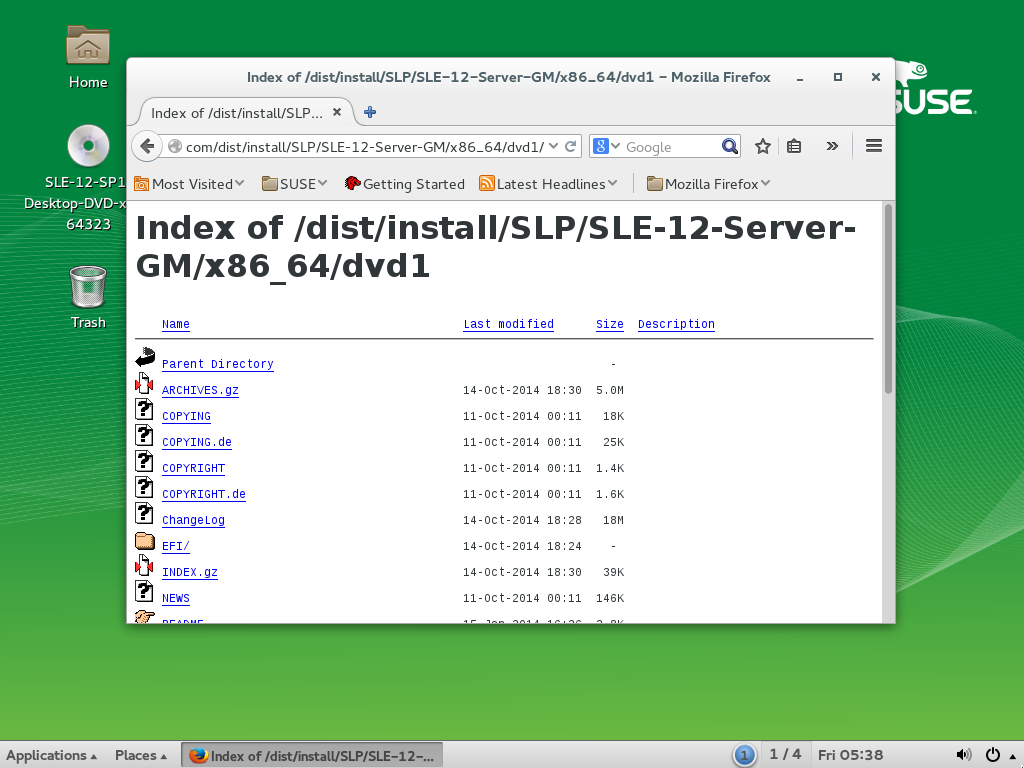 Home
SLE-12-SP1
Desktop-DVD-x
64323
Trash
SUSE
Index of /dist/install/SLP/SLE-12-Server-GM/x86_64/dvd1 - Mozilla Firefox
Index of /dist/install/SLP...
com/dist/install/SLP/SLE-12-Server-GM/x86_64/dvd1/
8 Google
Most Visited SUSE Getting Started Latest Headlines Mozilla Firefox
Index of /dist/install/SLP/SLE-12-Server-
GM/x86_64/dvd1
Name Last modified Size Description
Parent Directory -
ARCHIVES.gz 14-Oct-2014 18:30 5.0M
COPYING 11-Oct-2014 00:11 18K
COPYING.de 11-Oct-2014 00:11 25K
COPYRIGHT 11-Oct-2014 00:11 1.4K
COPYRIGHT.de 11-Oct-2014 00:11 1.6K
ChangeLog 14-Oct-2014 18:28 18M
EFI/ 14-Oct-2014 18:24 -
INDEX.gz 14-Oct-2014 18:30 39K
NEWS 11-Oct-2014 00:11 146K
README
Applications Places Index of /dist/install/SLP/SLE-12-... 1 1 / 4 Fri 05:38